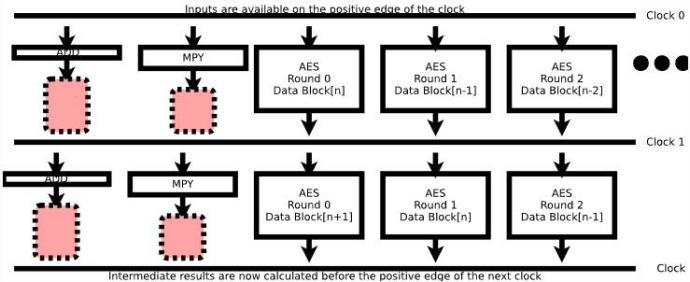 Inputs are available on the positive edge of the clock
Clock 0
ADD
MPY
AES
Round 0
Data Block[n]
AES
Round 1
Data Block[n-1]
AES
Round 2
Data Block[n-2]
Clock 1
ADD
MPY
AES
Round 0
Data Block[n+1]
AES
Round 1
Data Block[n]
AES
Round 2
Data Block[n-1]
Clock
Intermediate results are now calculated before the positive edge of the next clock